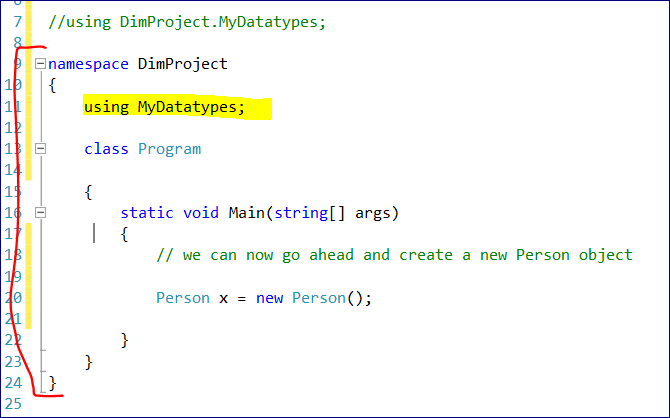 6
7 //using DimProject.MyDatatypes;
8
9 namespace DimProject
10 {
11 using MyDatatypes;
12
13 class Program
14
15 {
16 static void Main(string[] args)
17 {
18 // we can now go ahead and create a new Person object
19
20 Person x = new Person();
21
22 }
23 }
24 }
25